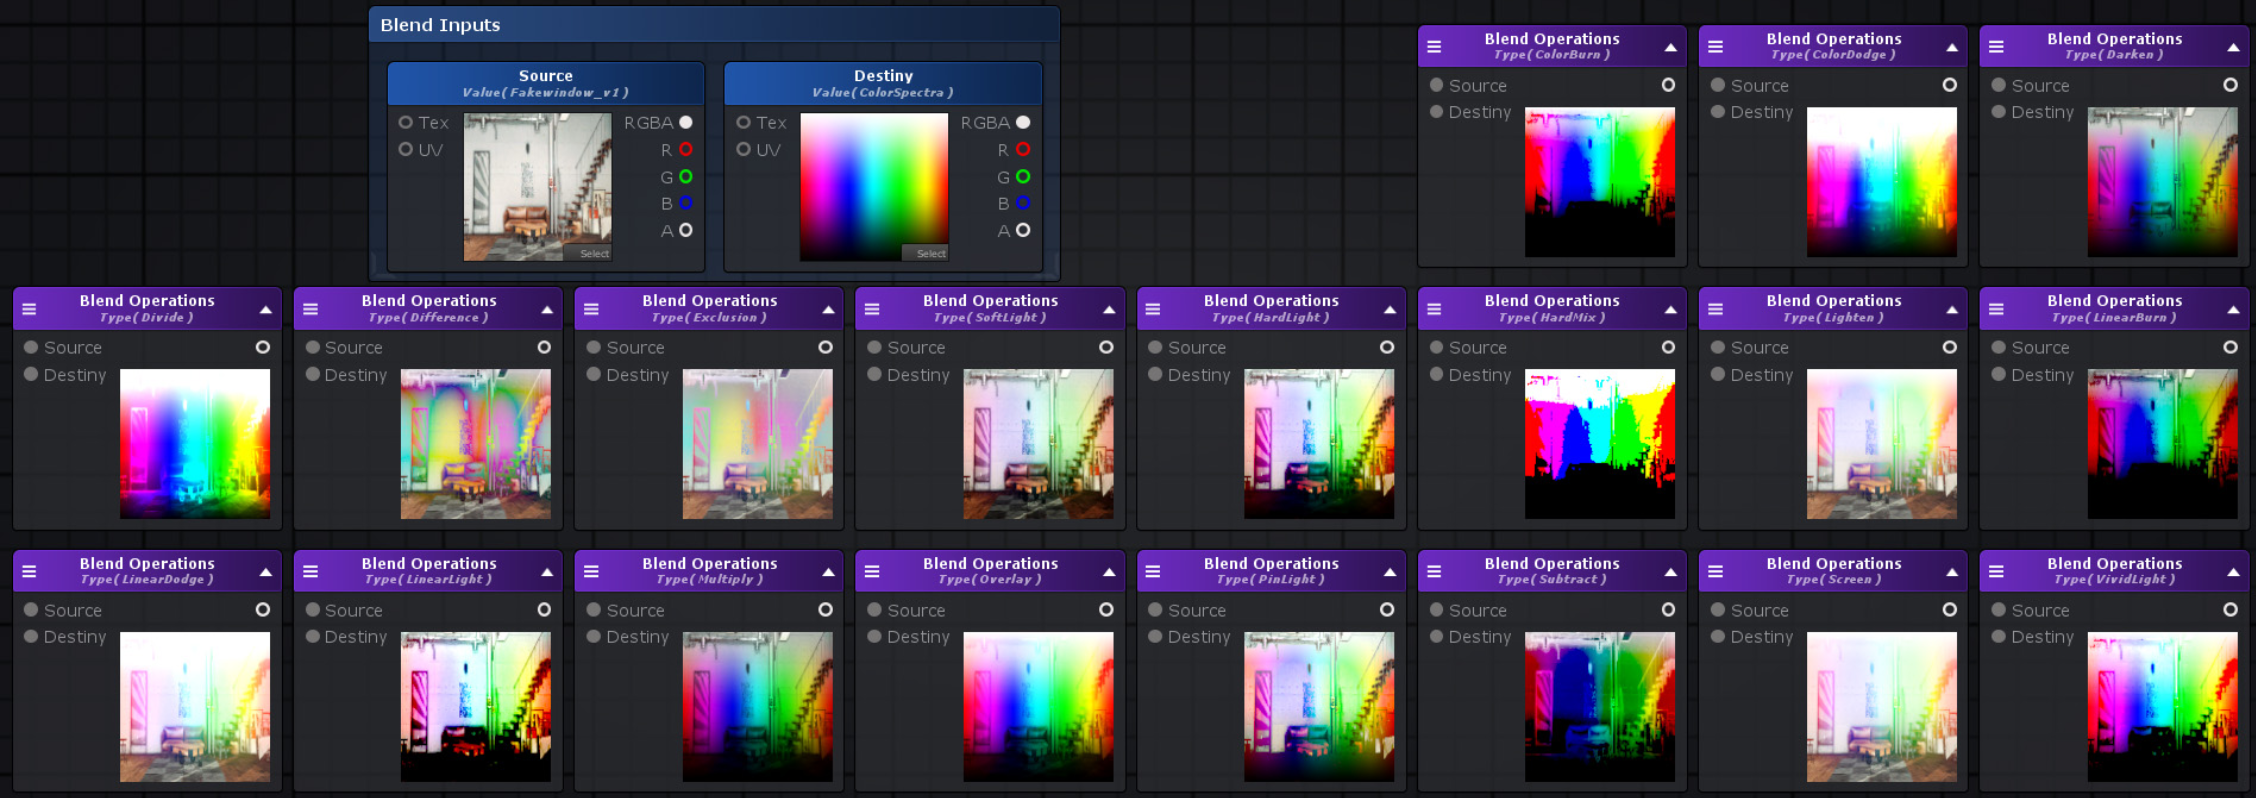 Blend Inputs
Source
Value( Fakewindow_v1 )
Tex
UV
RGBA
R
G
B
A
Select
Destiny
Value( ColorSpectra )
Tex
UV
RGBA
R
G
B
A
Select
Blend Operations
Type( ColorBurn )
Source
Destiny
Blend Operations
Type( ColorDodge )
Source
Destiny
Blend Operations
Type( Darken )
Source
Destiny
Blend Operations
Type( Divide )
Source
Destiny
Blend Operations
Type( Difference )
Source
Destiny
Blend Operations
Type( Exclusion )
Source
Destiny
Blend Operations
Type( SoftLight )
Source
Destiny
Blend Operations
Type( HardLight )
Source
Destiny
Blend Operations
Type( HardMix )
Source
Destiny
Blend Operations
Type( Lighten )
Source
Destiny
Blend Operations
Type( LinearBurn )
Source
Destiny
Blend Operations
Type( LinearDodge )
Source
Destiny
Blend Operations
Type( LinearLight )
Source
Destiny
Blend Operations
Type( Multiply )
Source
Destiny
Blend Operations
Type( Overlay )
Source
Destiny
Blend Operations
Type( PinLight )
Source
Destiny
Blend Operations
Type( Subtract )
Source
Destiny
Blend Operations
Type( Screen )
Source
Destiny
Blend Operations
Type( VividLight )
Source
Destiny